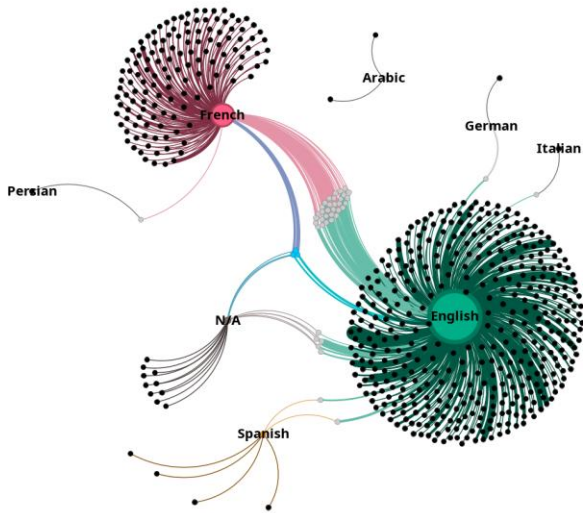 Arabic
French
German
Italian
Persian
English
N/A
Spanish